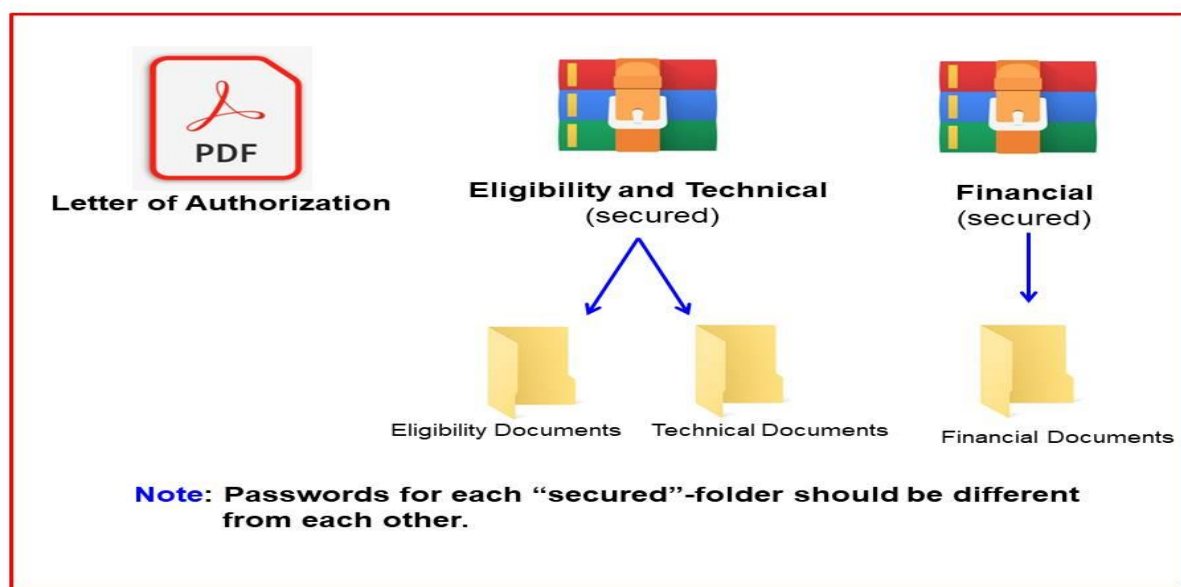 PDF
Letter of Authorization
Eligibility and Technical
(secured)
Financial
(secured)
Eligibility Documents
Technical Documents
Financial Documents
Note: Passwords for each “secured”-folder should be different
from each other.